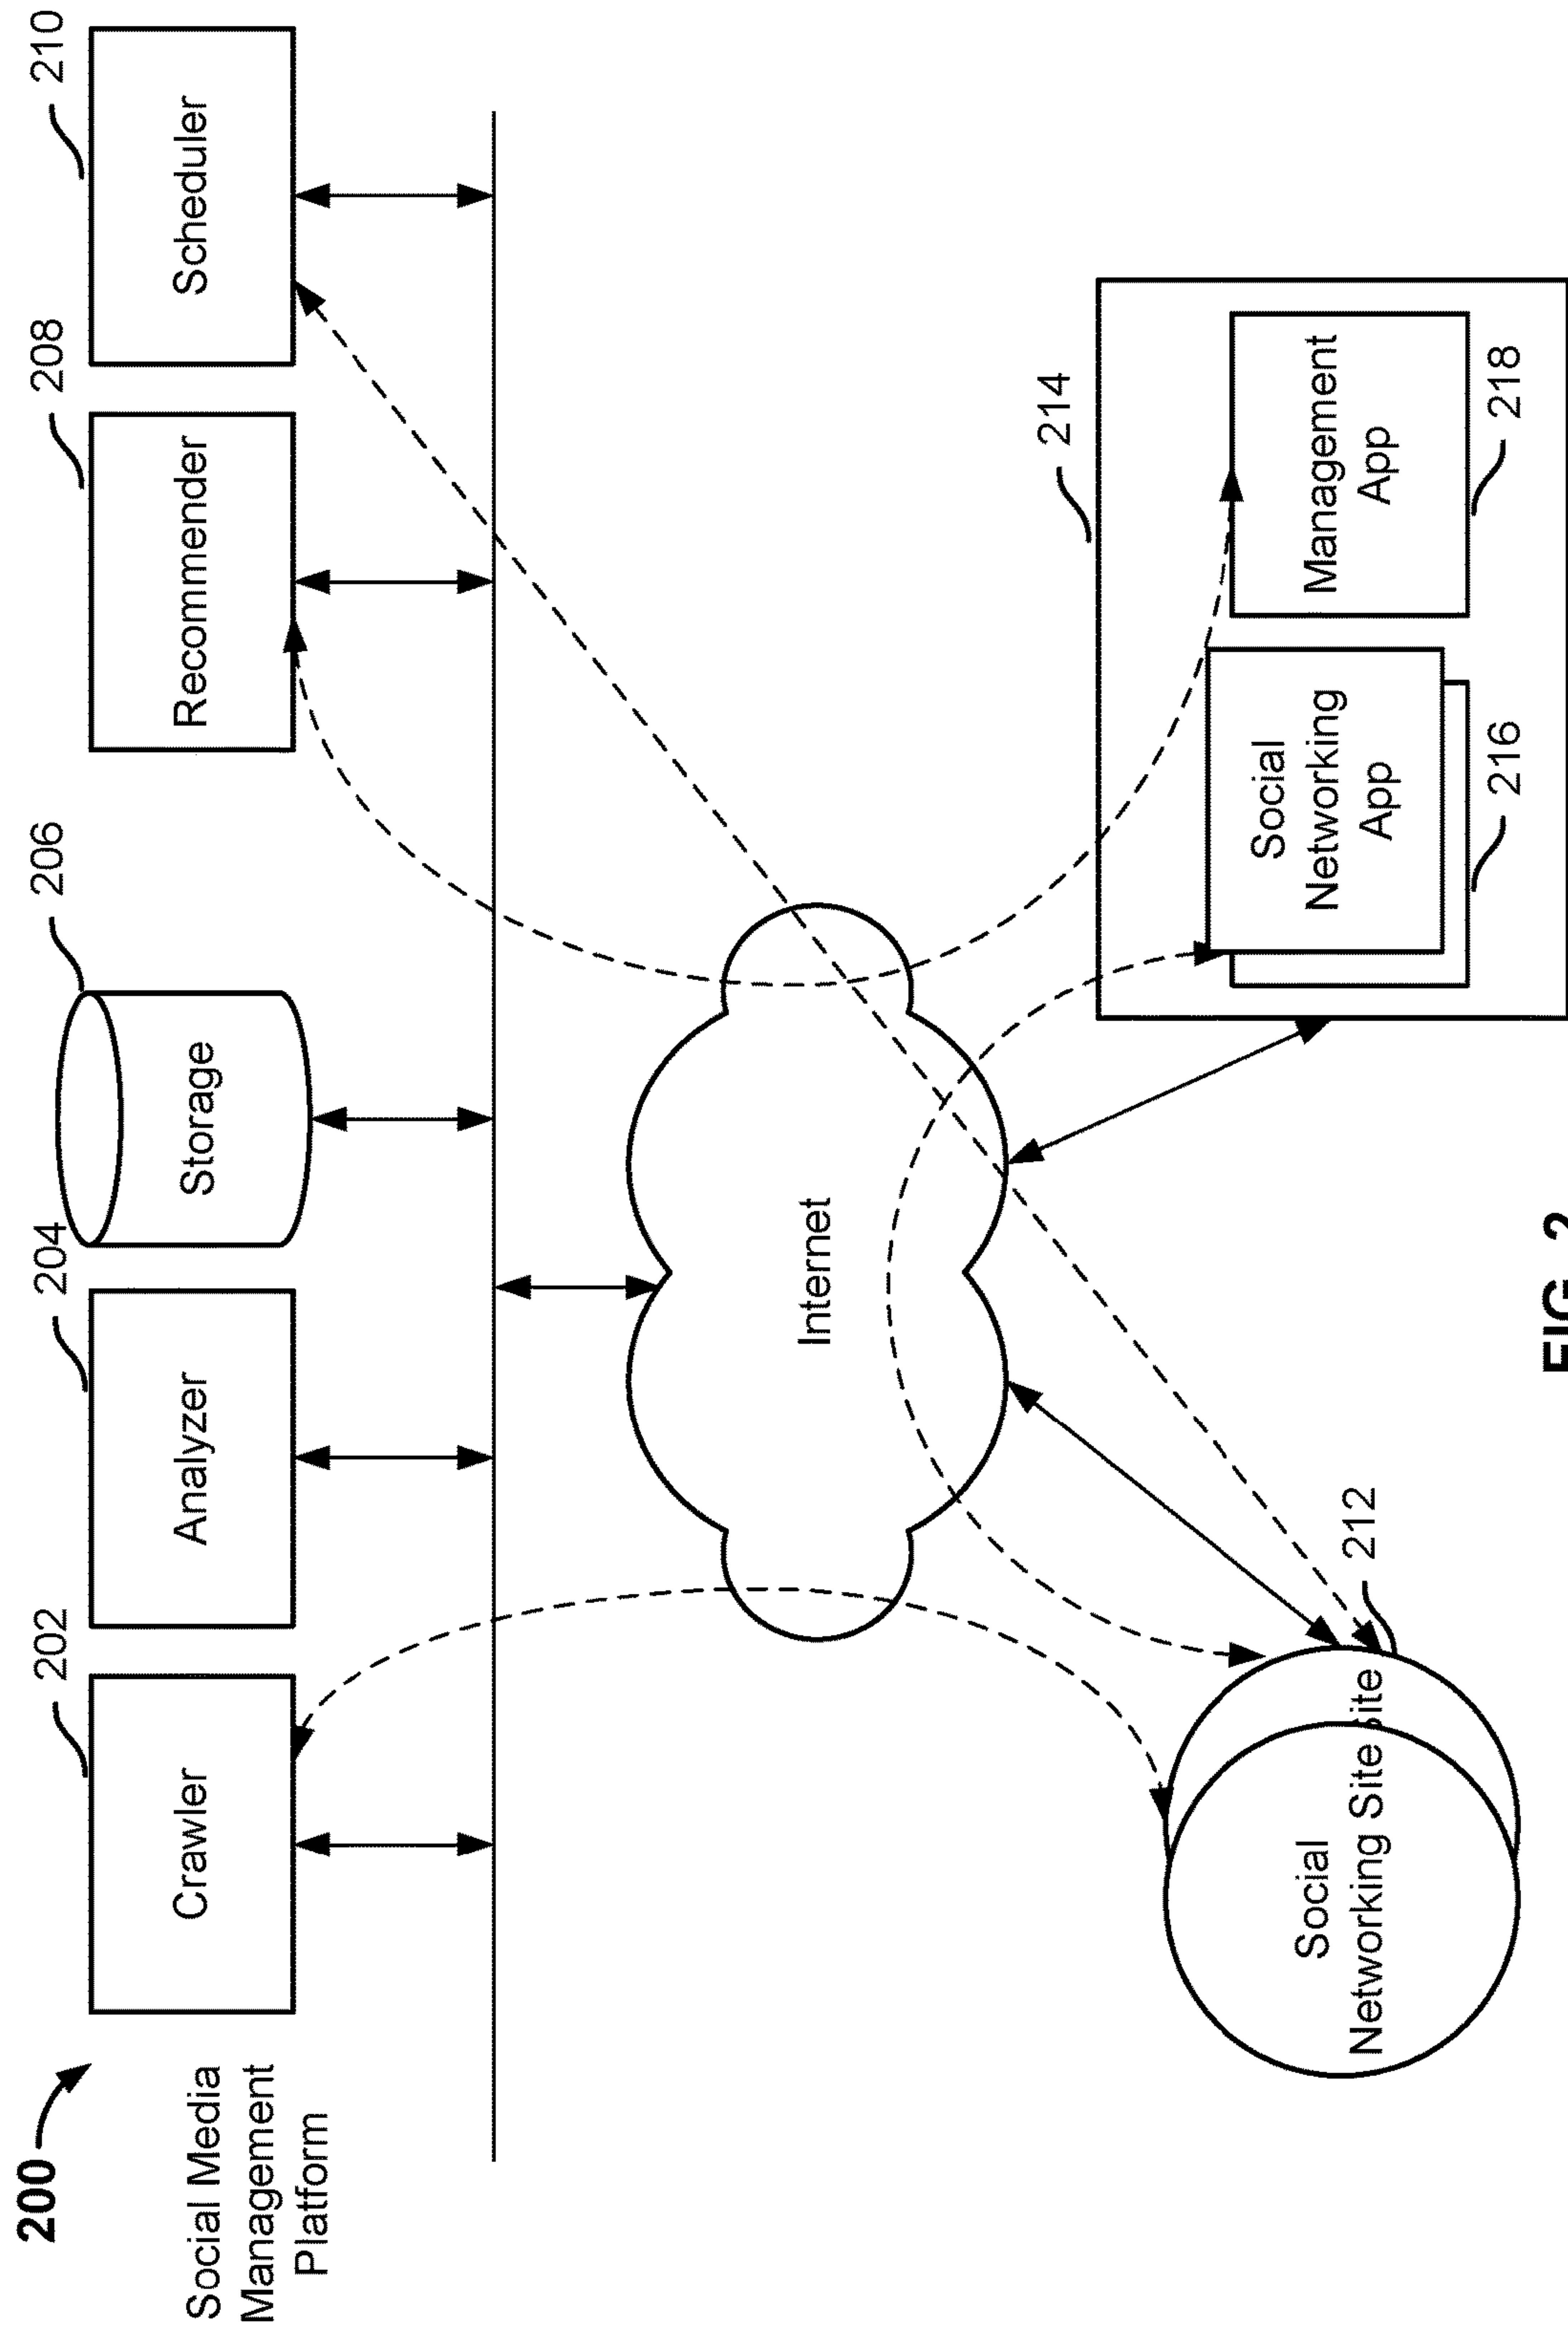 200
Social Media
Management
Platform
202
Crawler
204
Analyzer
206
Storage
208
Recommender
210
Scheduler
Internet
212
Social
Networking Site
Site
214
Social
Networking
App
216
Management
App
218
FIG. 2